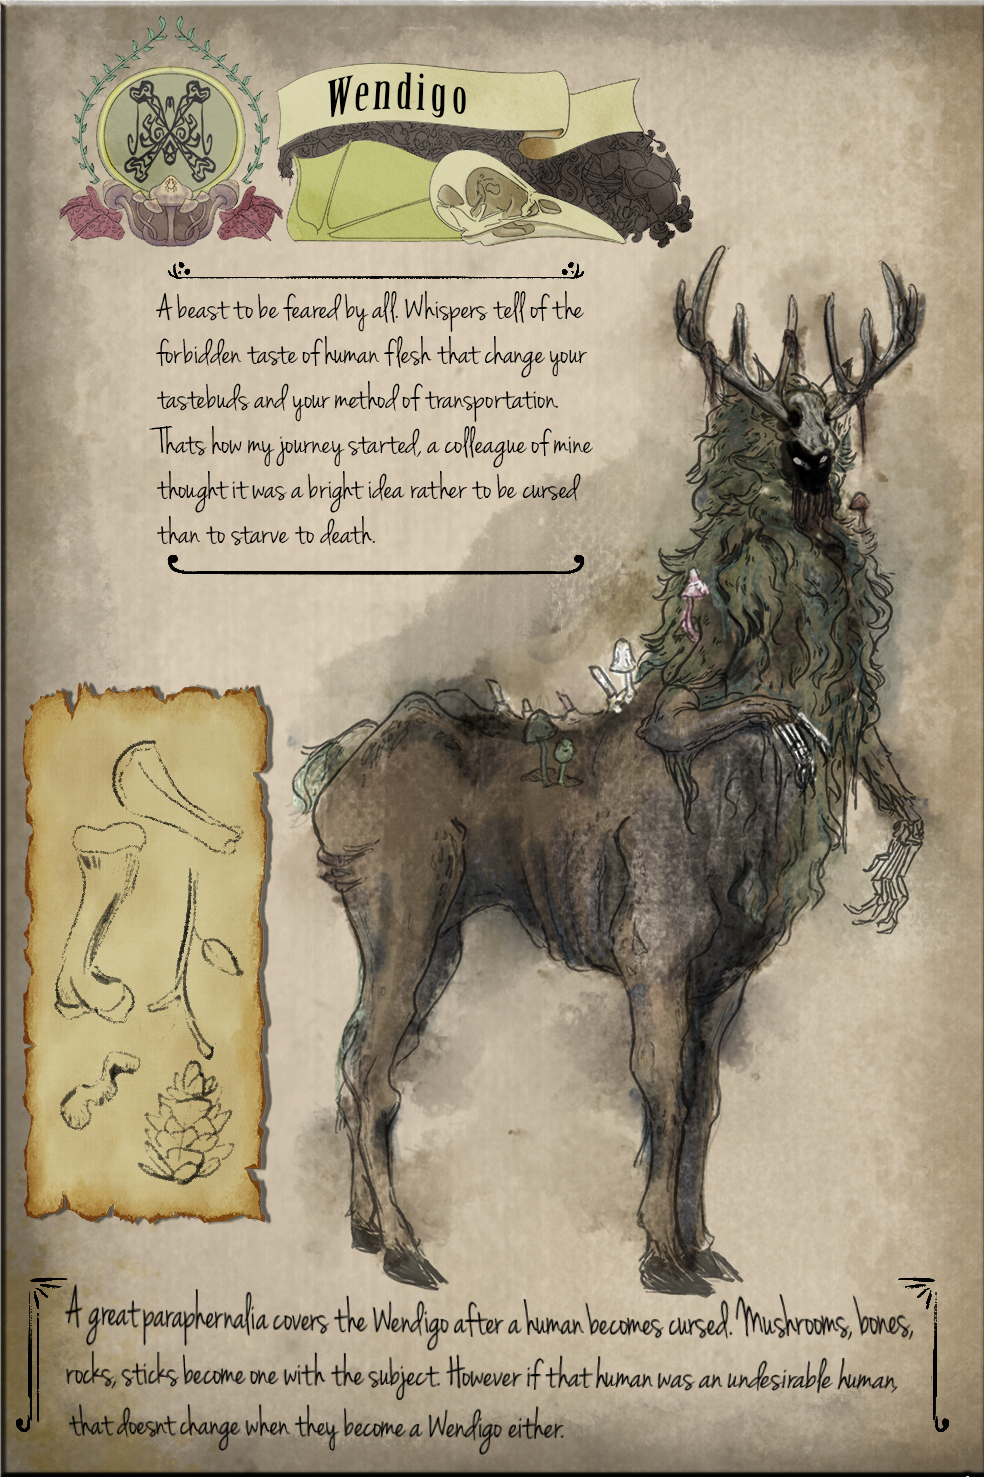 Wendigo
A beast to be feared by all. Whispers tell of the
forbidden taste of human flesh that change your
tastebuds and your method of transportation.
Thats how my journey started, a colleague of mine
thought it was a bright idea rather to be cursed
than to starve to death.
A great paraphernalia covers the Wendigo after a human becomes cursed. Mushrooms, bones,
rocks, sticks become one with the subject. However if that human was an undesirable human,
that doesnt change when they become a Wendigo either.